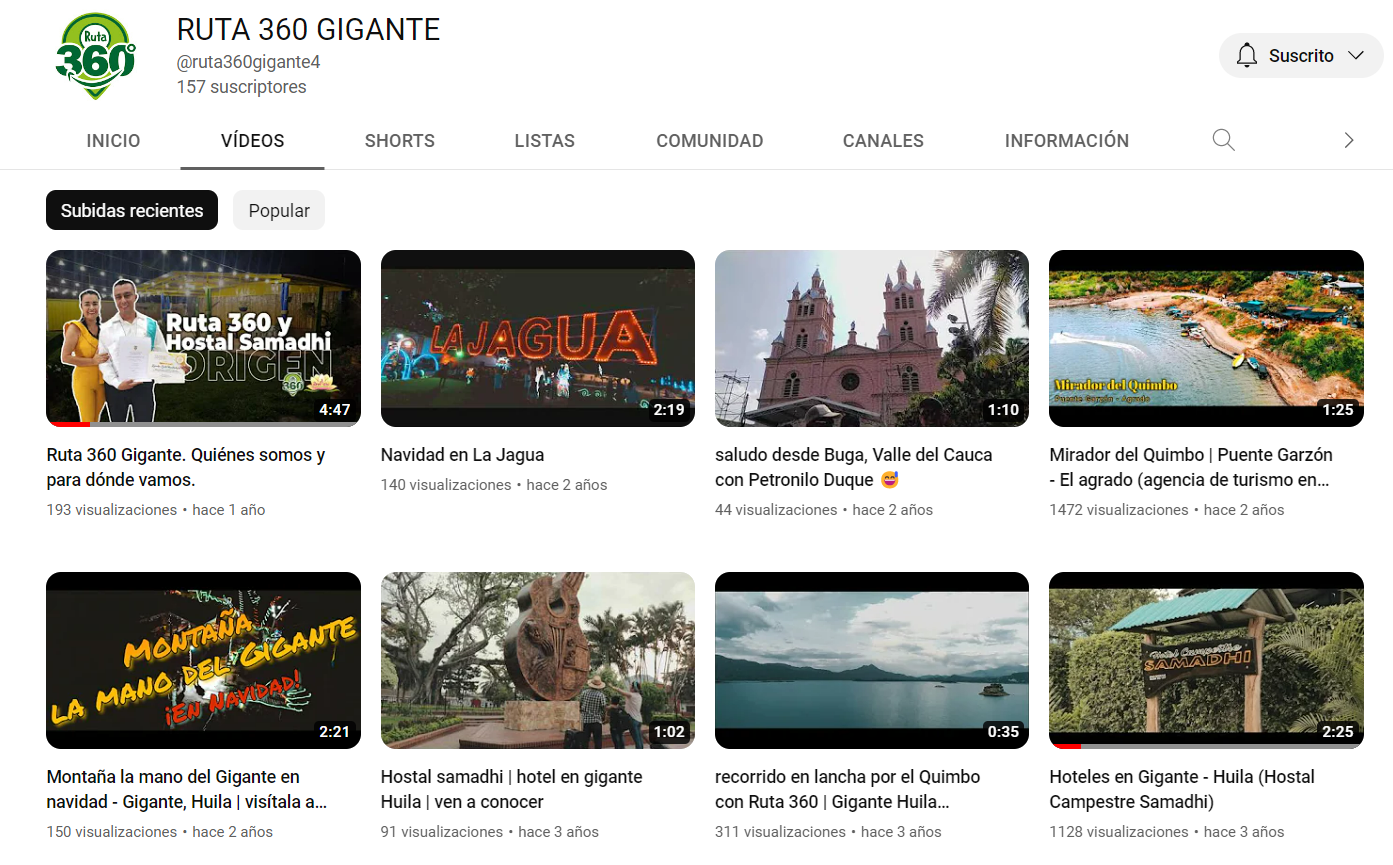 Ruta
360°
RUTA 360 GIGANTE
@ruta360gigante4
157 suscriptores
Suscrito
INICIO
VÍDEOS
SHORTS
LISTAS
COMUNIDAD
CANALES
INFORMACIÓN
Subidas recientes
Popular
Ruta 360 y
Hostal Samadhi
ORIGEN
360
4:47
LA JAGUA
2:19
1:10
Mirador del Quimbo
Puente Garzón - Agrado
1:25
Ruta 360 Gigante. Quiénes somos y
para dónde vamos.
193 visualizaciones • hace 1 año
Navidad en La Jagua
140 visualizaciones • hace 2 años
saludo desde Buga, Valle del Cauca
con Petronilo Duque 😅
44 visualizaciones • hace 2 años
Mirador del Quimbo | Puente Garzón
- El agrado (agencia de turismo en...
1472 visualizaciones • hace 2 años
MONTAÑA
LA MANO DEL GIGANTE
¡EN NAVIDAD!
2:21
1:02
0:35
Hotel Campestre
SAMADHI
2:25
Montaña la mano del Gigante en
navidad - Gigante, Huila | visítala a...
150 visualizaciones • hace 2 años
Hostal samadhi | hotel en gigante
Huila | ven a conocer
91 visualizaciones • hace 3 años
recorrido en lancha por el Quimbo
con Ruta 360 | Gigante Huila...
311 visualizaciones • hace 3 años
Hoteles en Gigante - Huila (Hostal
Campestre Samadhi)
1128 visualizaciones • hace 3 años